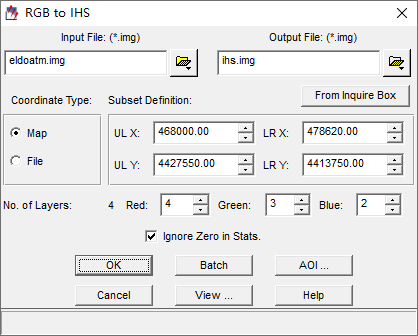 RGB to IHS
Input File: (*.img) Output File: (*.img)
eldoatm.img ihs.img
From Inquire Box
Coordinate Type: Subset Definition:
Map UL X: 468000.00 LR X: 478620.00
File UL Y: 4427550.00 LR Y: 4413750.00
No. of Layers: 4 Red: 4 Green: 3 Blue: 2
Ignore Zero in Stats.
OK Batch AOI ...
Cancel View ... Help